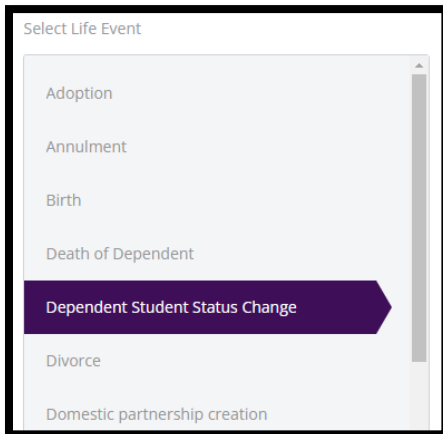 Select Life Event
Adoption
Annulment
Birth
Death of Dependent
Dependent Student Status Change
Divorce
Domestic partnership creation